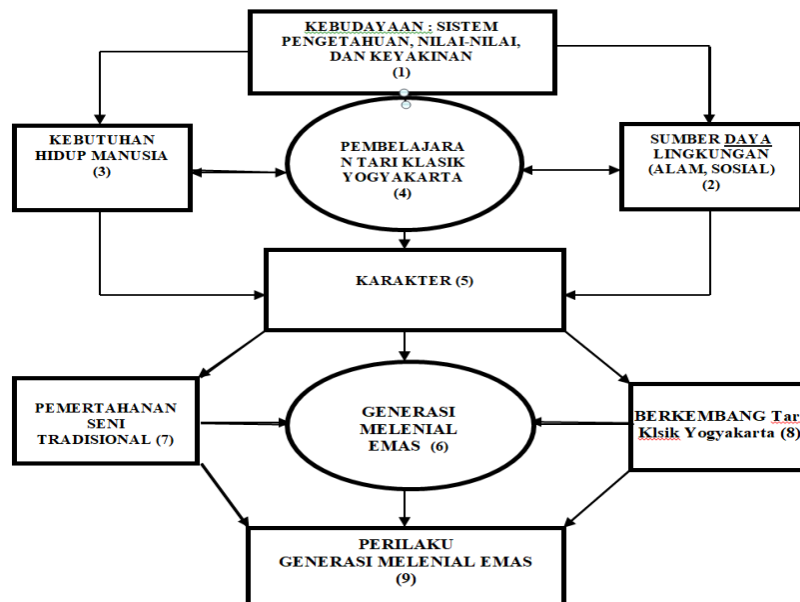 KEBUDAYAAN : SISTEM
PENGETAHUAN, NILAI-NILAI,
DAN KEYAKINAN
(1)
KEBUTUHAN
HIDUP MANUSIA
(3)
PEMBELAJARA
N TARI KLASIK
YOGYAKARTA
(4)
SUMBER DAYA
LINGKUNGAN
(ALAM, SOSIAL)
(2)
KARAKTER (5)
PEMERTAHANAN
SENI
TRADISIONAL (7)
GENERASI
MELENIAL
EMAS (6)
BERKEMBANG Tar
Klsik Yogyakarta (8)
PERILAKU
GENERASI MELENIAL EMAS
(9)